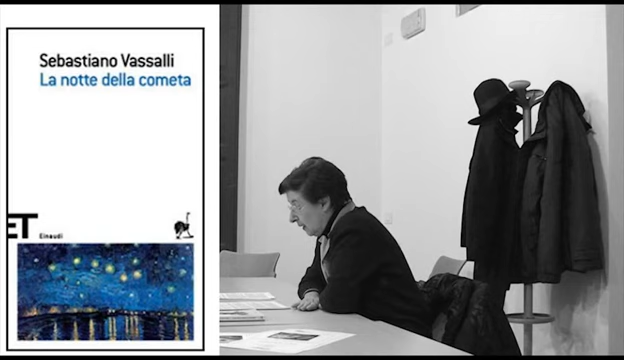 Sebastiano Vassalli
La notte della cometa
ET
Einaudi